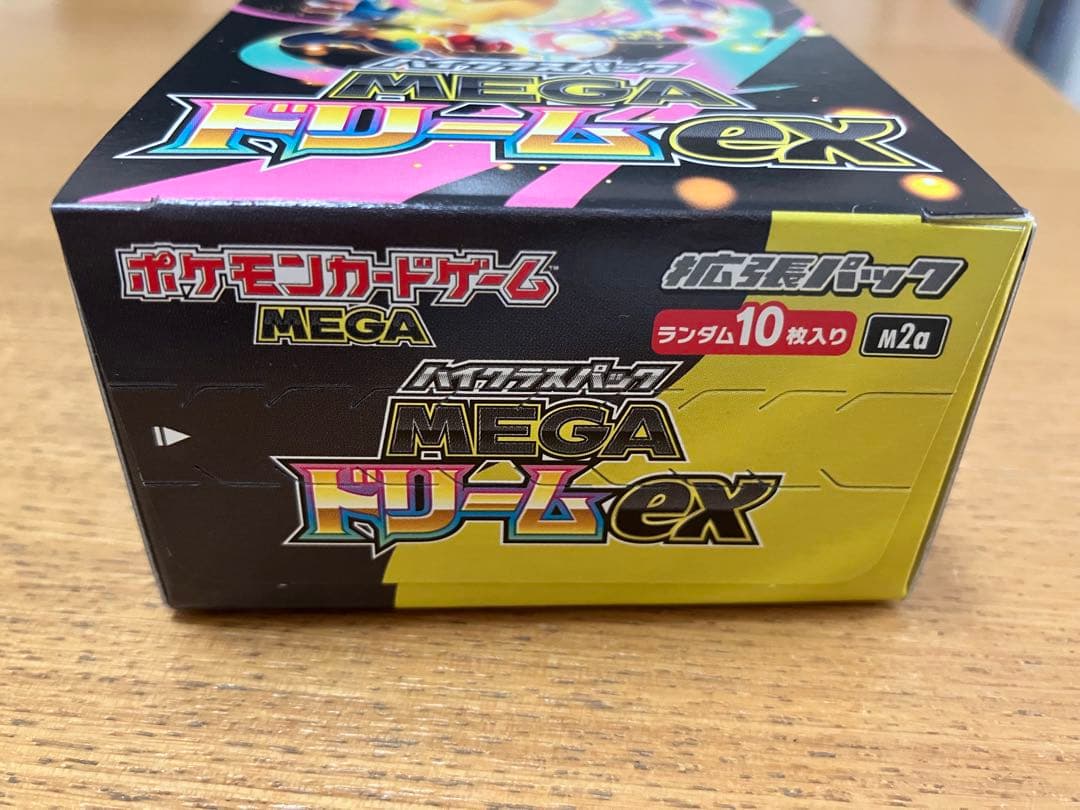 ハイクラスパック
MEGA
ドリームex
ポケモンカードゲーム™
MEGA
拡張パック
ランダム10枚入り
M2a
ハイクラスパック
MEGA
ドリームex